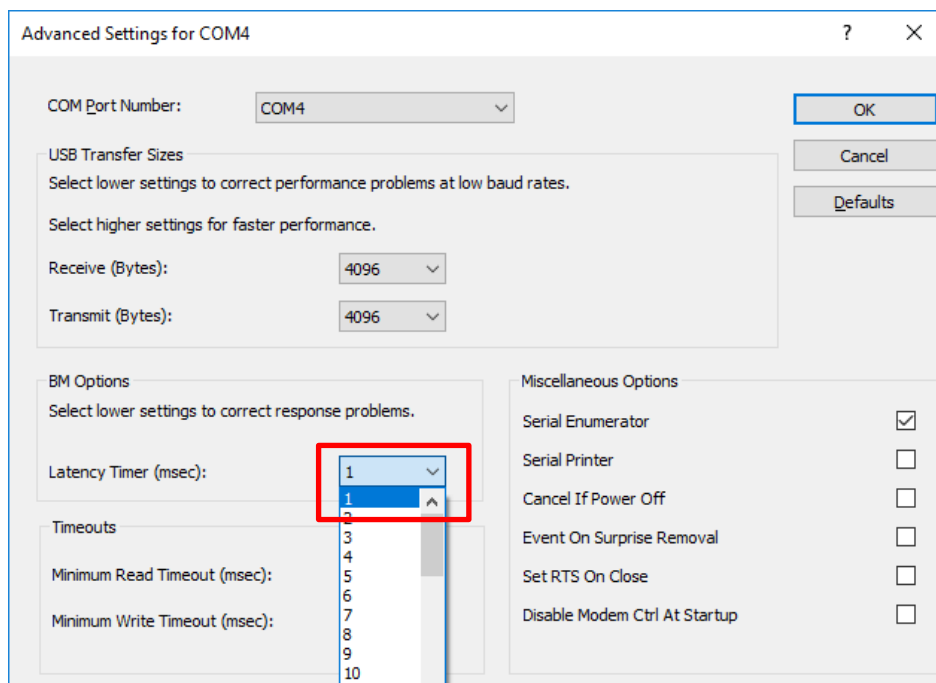 Advanced Settings for COM4
?
COM Port Number:
COM4
OK
USB Transfer Sizes
Cancel
Select lower settings to correct performance problems at low baud rates.
Defaults
Select higher settings for faster performance.
Receive (Bytes):
4096
Transmit (Bytes):
4096
BM Options
Select lower settings to correct response problems.
Latency Timer (msec):
1
1
2
3
4
5
6
7
8
9
10
Timeouts
Minimum Read Timeout (msec):
Minimum Write Timeout (msec):
Miscellaneous Options
Serial Enumerator
Serial Printer
Cancel If Power Off
Event On Surprise Removal
Set RTS On Close
Disable Modem Ctrl At Startup